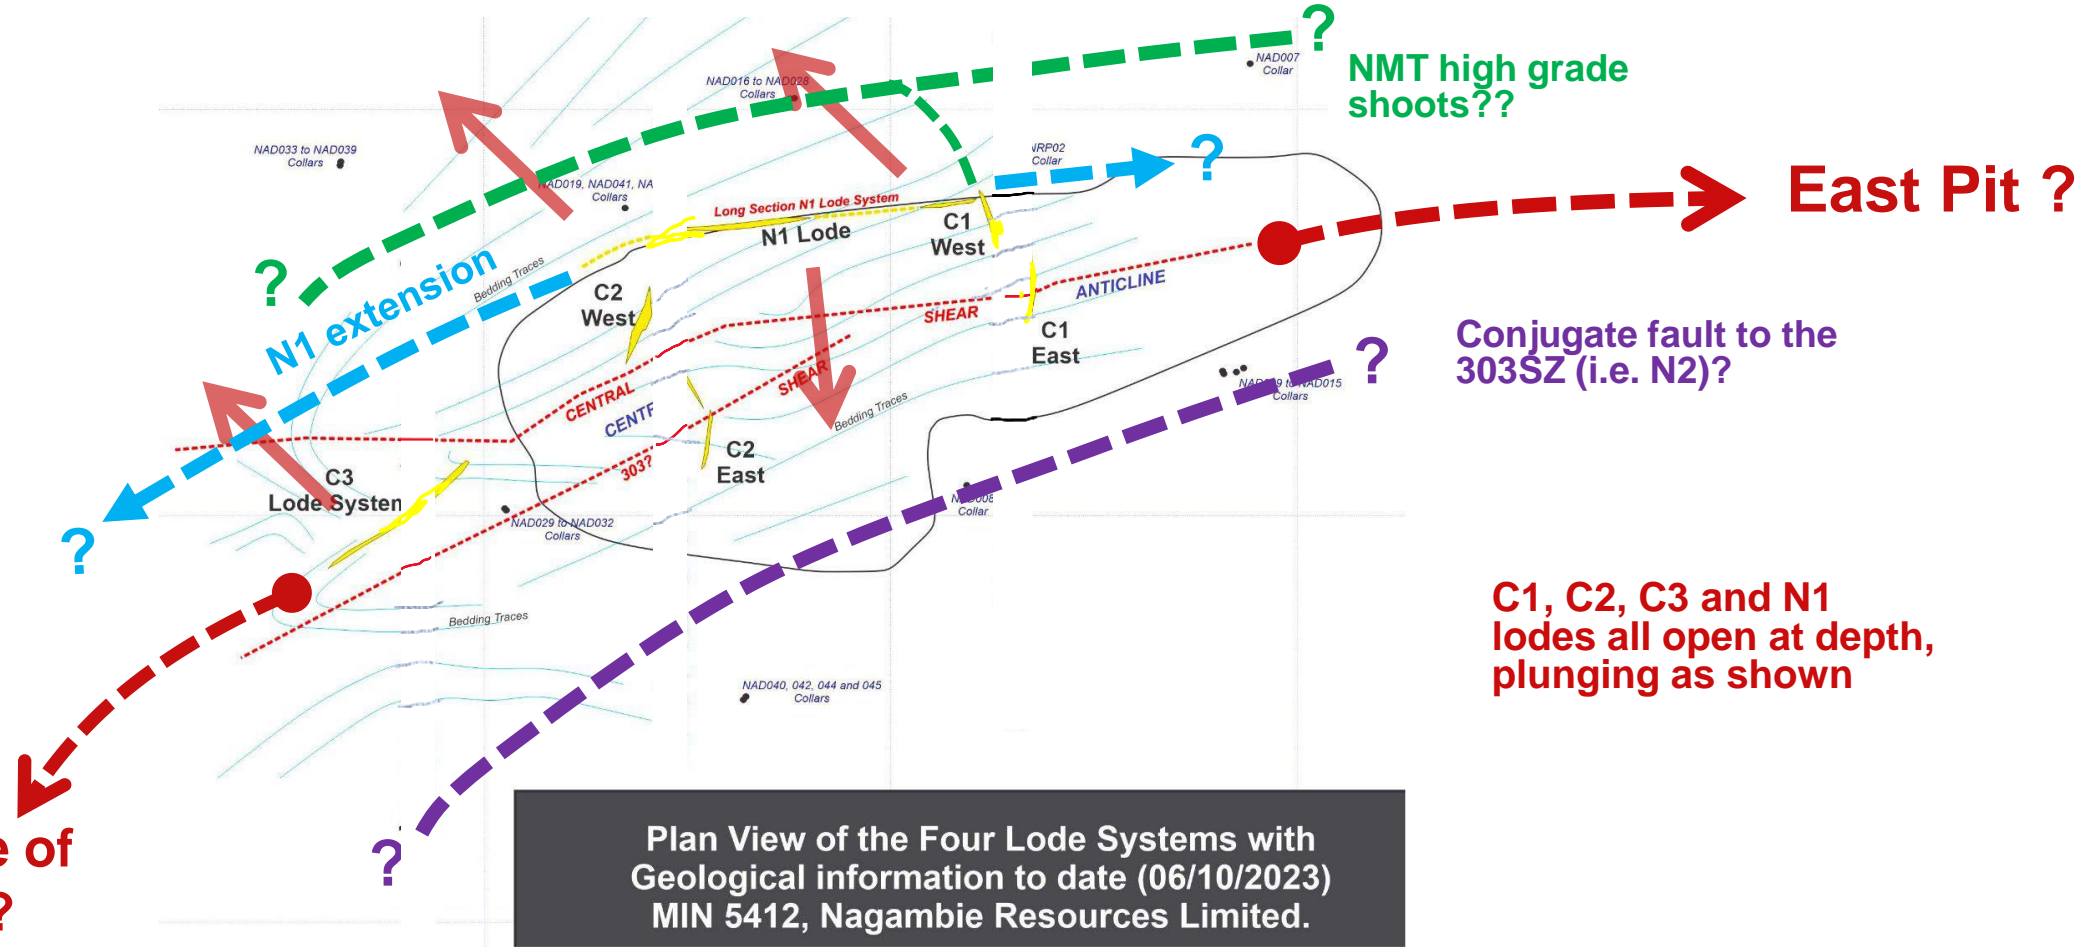 ?
NAD007
Collar
NMT high grade
shoots??
NAD016 to NAD028
Collars
NAD033 to NAD039
Collars
Collar
?
East Pit ?
NAD019, NAD041, NA
Collars
Long Section N1 Lode System
N1 Lode
C1
West
?
N1 extension
Bedding Traces
C2
West
ANTICLINE
SHEAR
C1
East
Conjugate fault to the
303SZ (i.e. N2)?
?
NAD015
Collars
SHEAR
CENTRAL
CENTR
Bedding Traces
C2
East
303?
C3
Lode System
Collar
NAD029 to NAD032
Collars
?
C1, C2, C3 and N1
lodes all open at depth,
plunging as shown
Bedding Traces
NAD040, 042, 044 and 045
Collars
of
?
?
Plan View of the Four Lode Systems with
Geological information to date (06/10/2023)
MIN 5412, Nagambie Resources Limited.